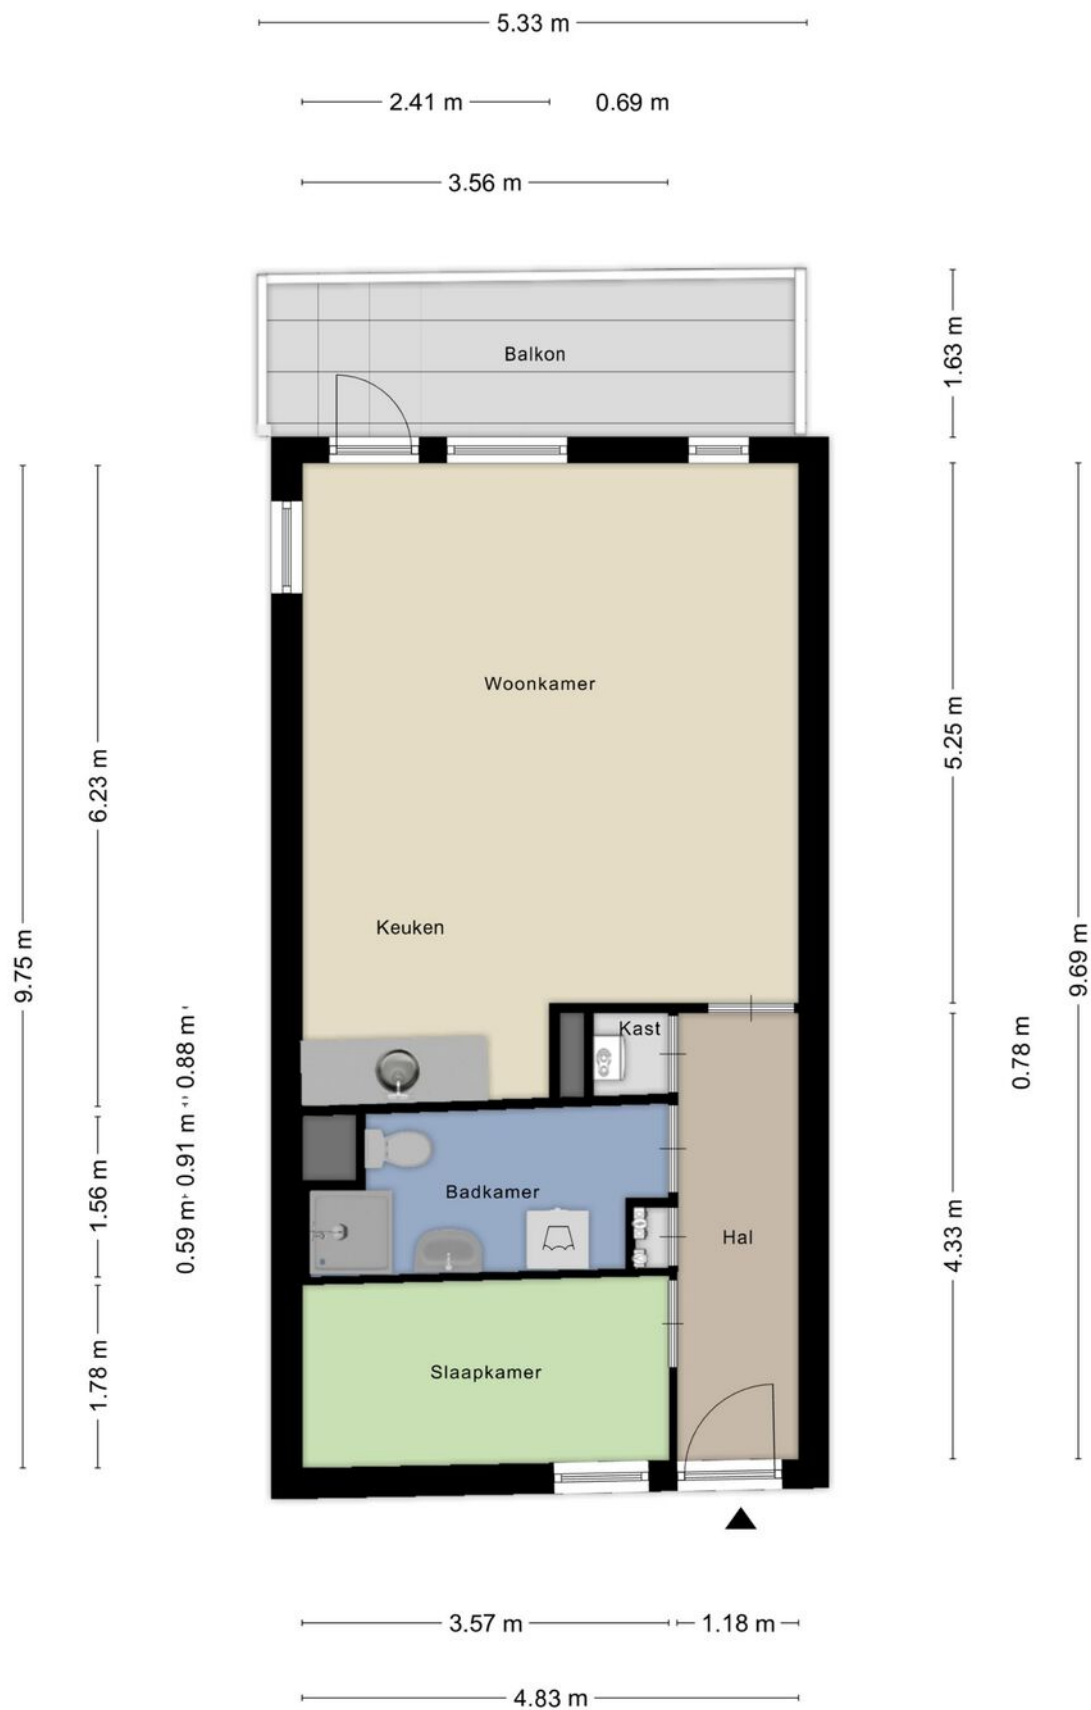 5.33 m
2.41 m
0.69 m
3.56 m
Balkon
1.63 m
Woonkamer
6.23 m
5.25 m
Keuken
9.75 m
9.69 m
Kast
0.78 m
0.59 m 0.91 m 0.88 m
1.56 m
Badkamer
Hal
4.33 m
Slaapkamer
1.78 m
3.57 m
1.18 m
4.83 m